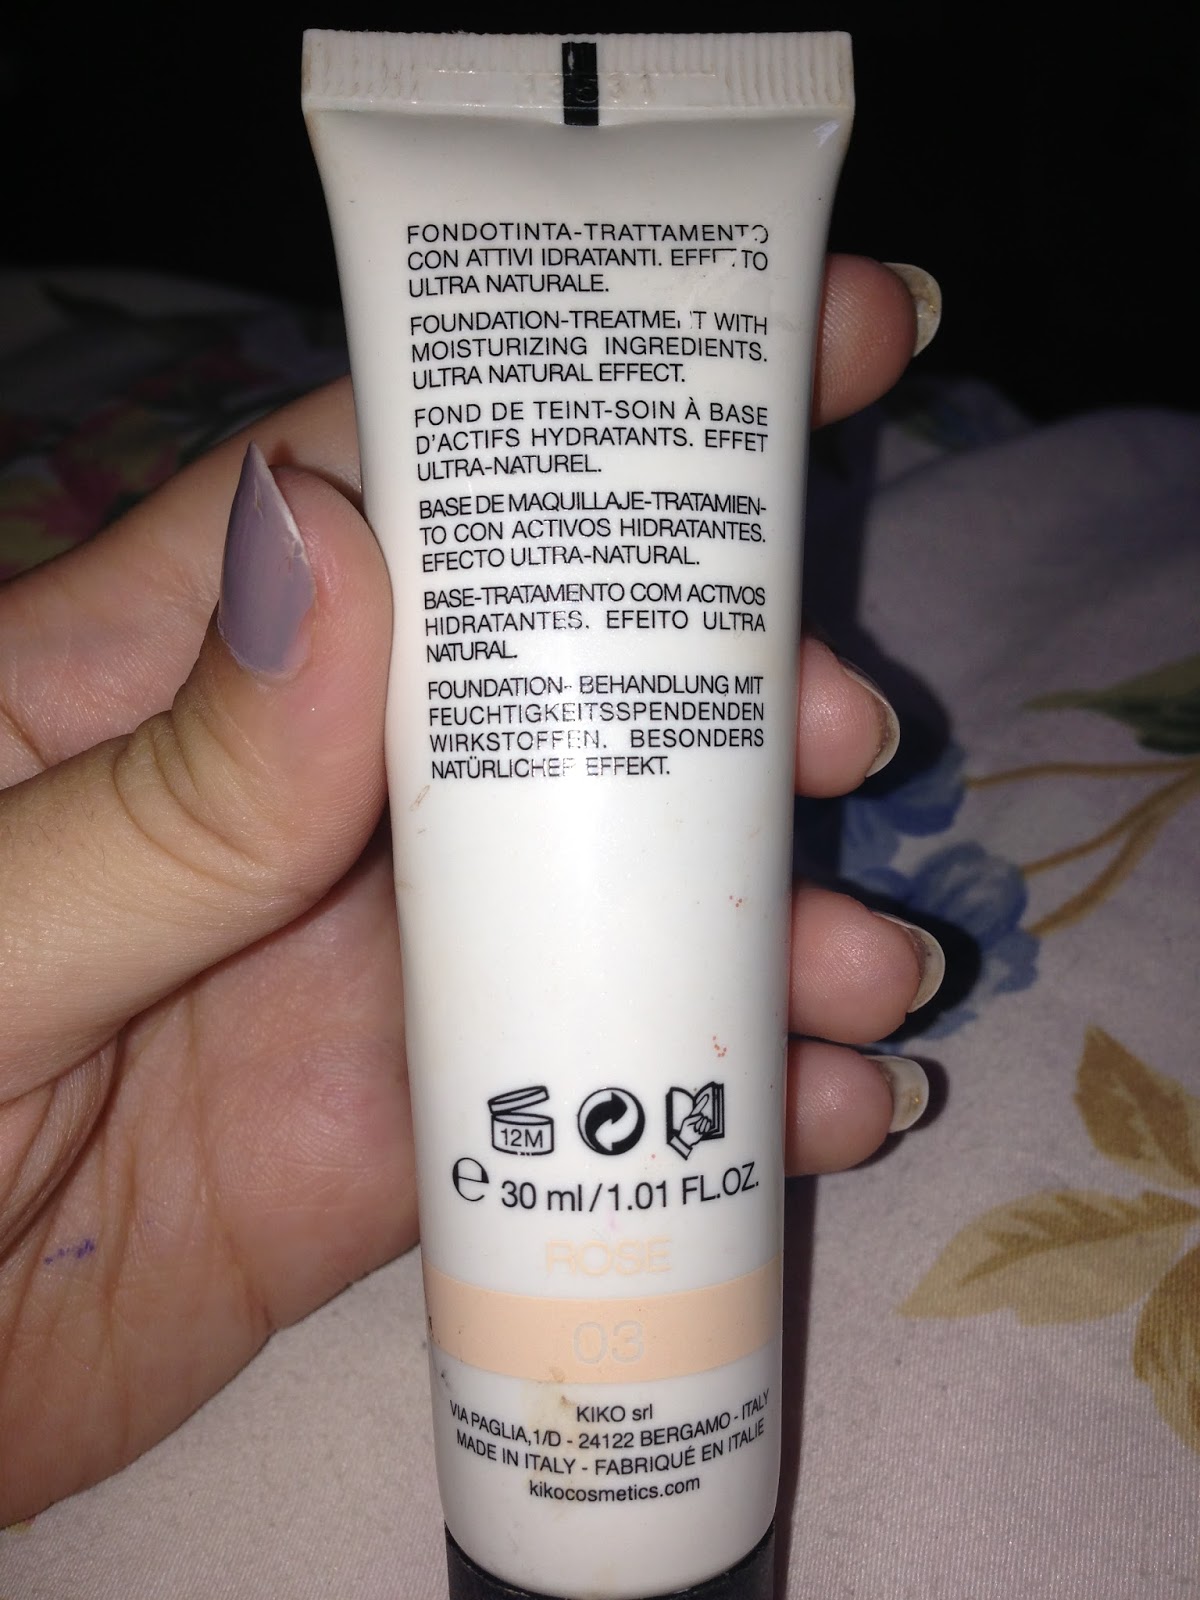 FONDOTINTA-TRATTAMENTO
CON ATTIVI IDRATANTI. EFFETTO
ULTRA NATURALE.
FOUNDATION-TREATMENT WITH
MOISTURIZING INGREDIENTS.
ULTRA NATURAL EFFECT.
FOND DE TEINT-SOIN À BASE
D'ACTIFS HYDRATANTS. EFFET
ULTRA-NATUREL.
BASE DE MAQUILLAJE-TRATAMIEN-
TO CON ACTIVOS HIDRATANTES.
EFECTO ULTRA-NATURAL.
BASE-TRATAMENTO COM ACTIVOS
HIDRATANTES. EFEITO ULTRA
NATURAL.
FOUNDATION- BEHANDLUNG MIT
FEUCHTIGKEITSSPENDENDEN
WIRKSTOFFEN. BESONDERS
NATÜRLICHER EFFEKT.
12M
e 30 ml/1.01 FL.OZ.
ROSE
03
KIKO srl
VIA PAGLIA,1/D - 24122 BERGAMO - ITALY
MADE IN ITALY - FABRIQUÉ EN ITALIE
kikocosmetics.com